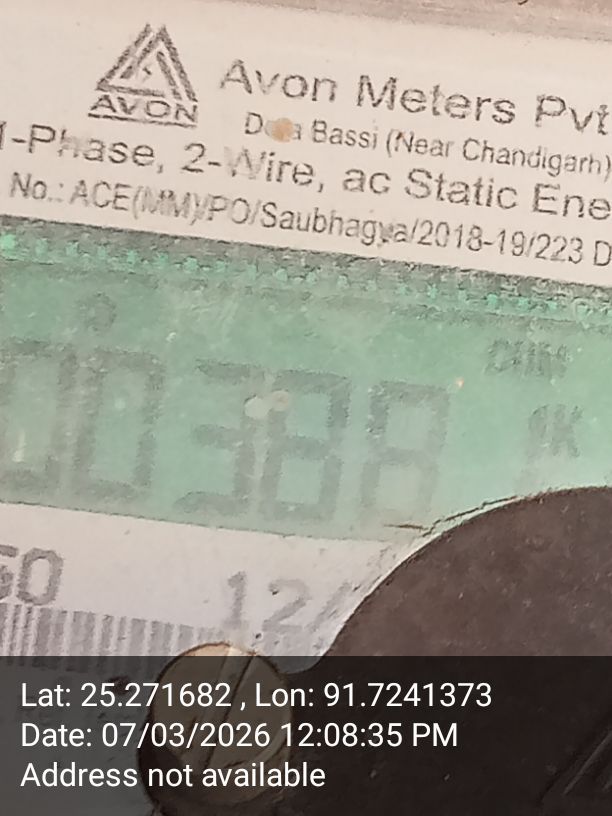 AVON
Avon Meters Pvt
Bassi (Near Chandigarh)
1-Phase, 2-Wire, ac Static Ene
No.: ACE(MM)/PO/Saubhagya/2018-19/223 D
00388
12/
Lat: 25.271682 , Lon: 91.7241373
Date: 07/03/2026 12:08:35 PM
Address not available